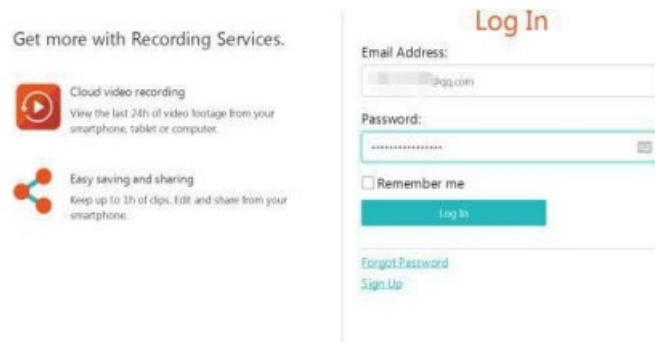 Get more with Recording Services.
Cloud video recording
View the last 24h of video footage from your
smartphone, tablet or computer.
Easy saving and sharing
Keep up to 1h of clips. Edit and share from your
smartphone.
Log In
Email Address:
@qq.com
Password:
••••••••••••••••
Remember me
Log In
Forgot Password
Sign Up